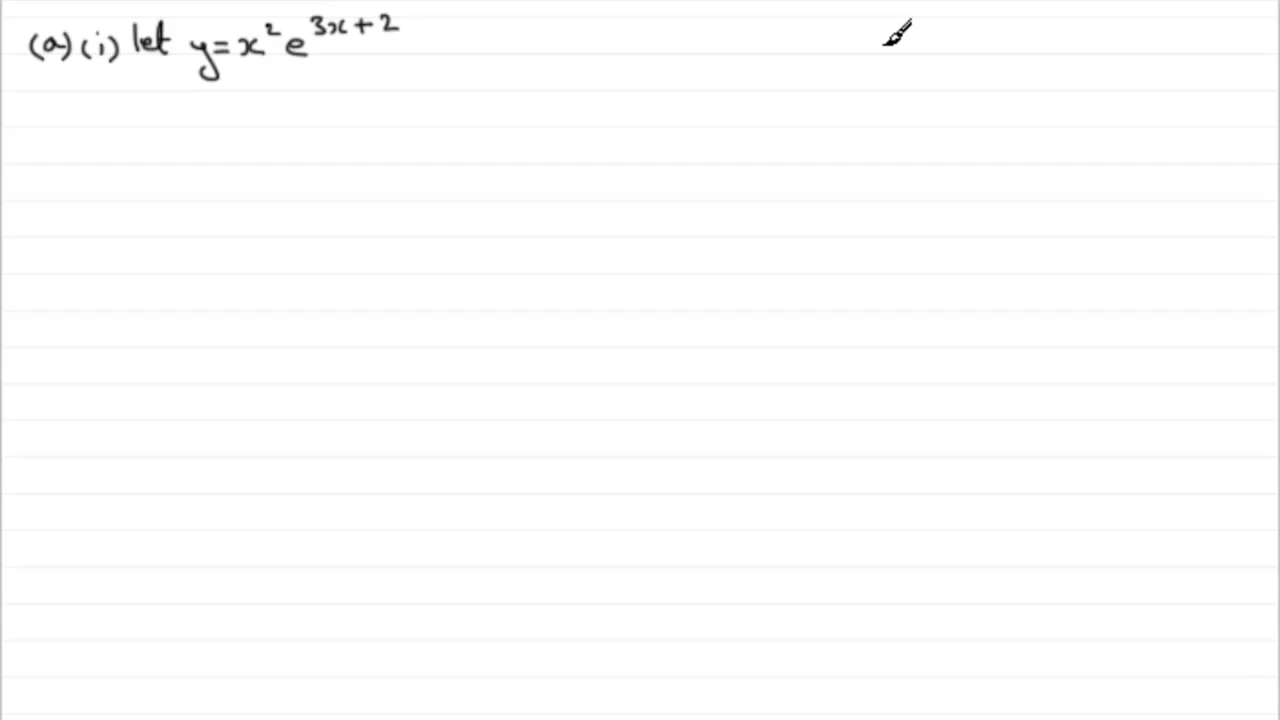 (a)(i) let y = x² e^{3x+2}